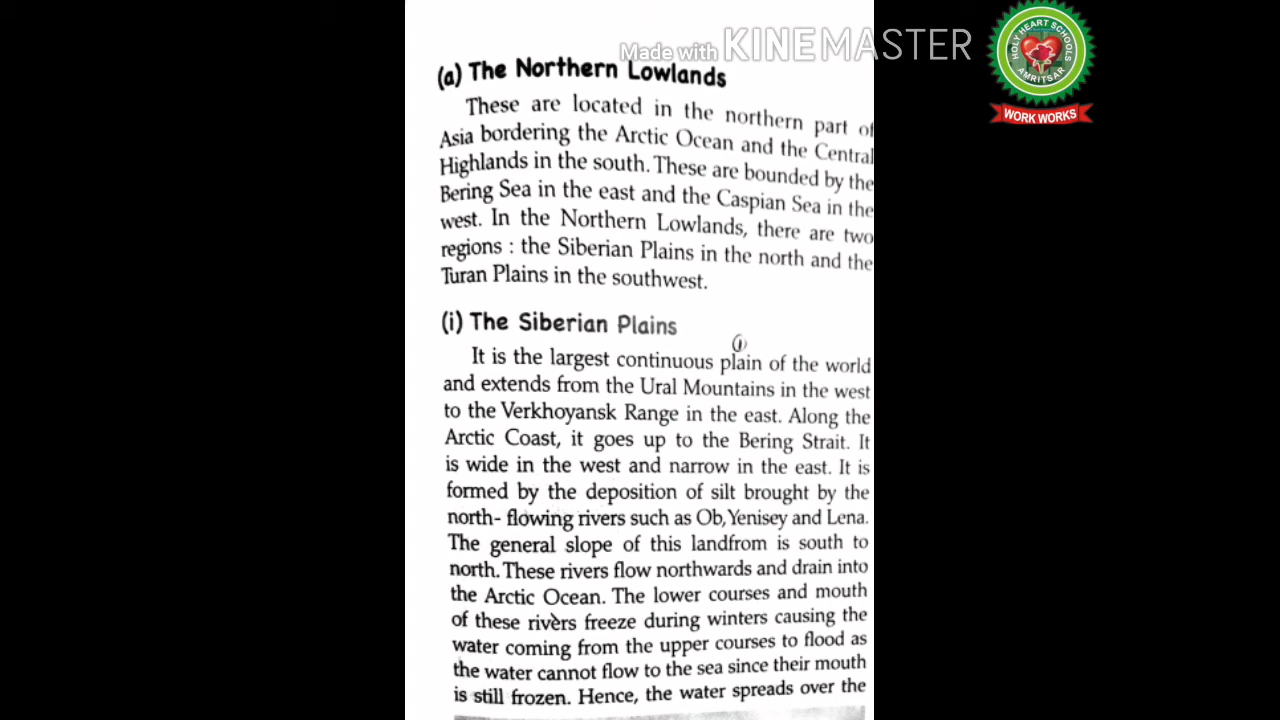 Made with KINEMASTER
HOLY HEART SCHOOLS
AMRITSAR
WORK WORKS
(a) The Northern Lowlands
These are located in the northern part of
Asia bordering the Arctic Ocean and the Central
Highlands in the south. These are bounded by the
Bering Sea in the east and the Caspian Sea in the
west. In the Northern Lowlands, there are two
regions : the Siberian Plains in the north and the
Turan Plains in the southwest.
(i) The Siberian Plains
It is the largest continuous plain of the world
and extends from the Ural Mountains in the west
to the Verkhoyansk Range in the east. Along the
Arctic Coast, it goes up to the Bering Strait. It
is wide in the west and narrow in the east. It is
formed by the deposition of silt brought by the
north- flowing rivers such as Ob, Yenisey and Lena.
The general slope of this landfrom is south to
north. These rivers flow northwards and drain into
the Arctic Ocean. The lower courses and mouth
of these rivers freeze during winters causing the
water coming from the upper courses to flood as
the water cannot flow to the sea since their mouth
is still frozen. Hence, the water spreads over the